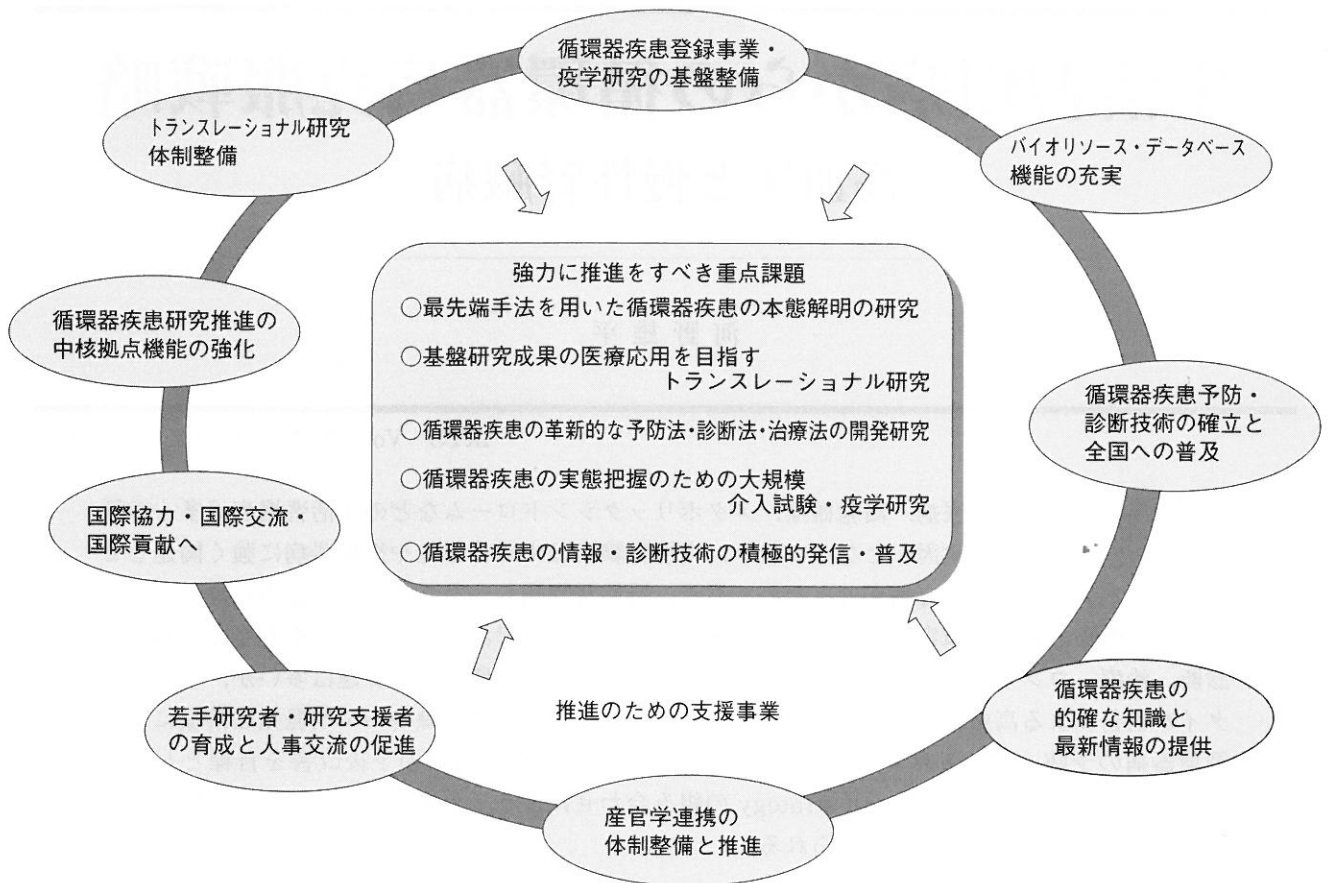 循環器疾患登録事業・
疫学研究の基盤整備
トランスレーショナル研究
体制整備
バイオリソース・データベース
機能の充実
強力に推進をすべき重点課題
○最先端手法を用いた循環器疾患の本態解明の研究
○基盤研究成果の医療応用を目指す
トランスレーショナル研究
○循環器疾患の革新的な予防法・診断法・治療法の開発研究
○循環器疾患の実態把握のための大規模
介入試験・疫学研究
○循環器疾患の情報・診断技術の積極的発信・普及
循環器疾患研究推進の
中核拠点機能の強化
循環器疾患予防・
診断技術の確立と
全国への普及
国際協力・国際交流・
国際貢献へ
若手研究者・研究支援者
の育成と人事交流の促進
推進のための支援事業
循環器疾患の
的確な知識と
最新情報の提供
産官学連携の
体制整備と推進